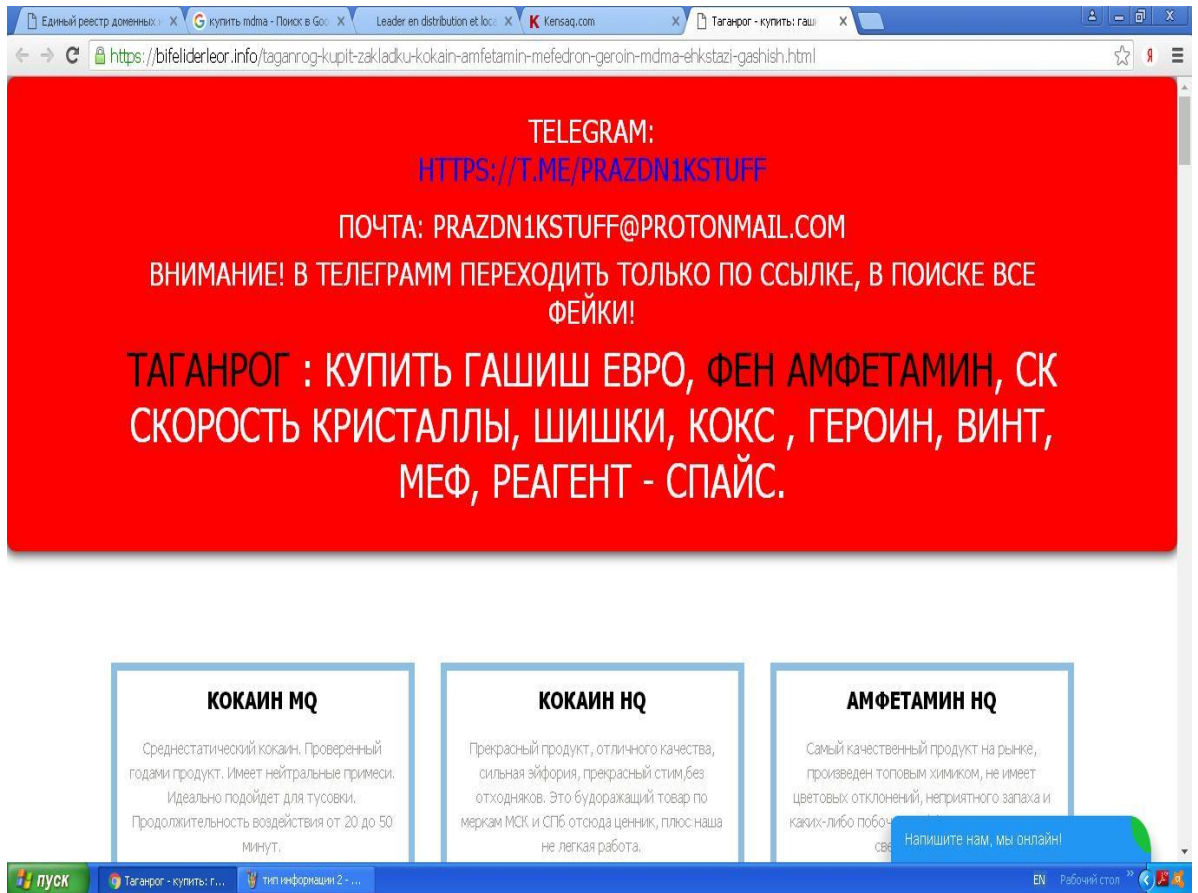 Единый реестр доменных
купить mdma - Поиск в Goo
Leader en distribution et loca
Kensaq.com
Таганрог - купить: гаши
https://bifeliderleor.info/taganrog-kupit-zakladku-kokain-amfetamin-mefedron-geroin-mdma-ehkstazi-gashish.html
TELEGRAM:
HTTPS://T.ME/PRAZDN1KSTUFF
ПОЧТА: PRAZDN1KSTUFF@PROTONMAIL.COM
ВНИМАНИЕ! В ТЕЛЕГРАММ ПЕРЕХОДИТЬ ТОЛЬКО ПО ССЫЛКЕ, В ПОИСКЕ ВСЕ
ФЕЙКИ!
ТАГАНРОГ : КУПИТЬ ГАШИШ ЕВРО, ФЕН АМФЕТАМИН, СК
СКОРОСТЬ КРИСТАЛЛЫ, ШИШКИ, КОКС , ГЕРОИН, ВИНТ,
МЕФ, РЕАГЕНТ - СПАЙС.
КОКАИН MQ
Среднестатический кокаин. Проверенный
годами продукт. Имеет нейтральные примеси.
Идеально подойдет для тусовки.
Продолжительность воздействия от 20 до 50
минут.
КОКАИН HQ
Прекрасный продукт, отличного качества,
сильная эйфория, прекрасный стим,без
отходняков. Это будоражащий товар по
меркам МСК и СПб отсюда ценник, плюс наша
не легкая работа.
АМФЕТАМИН HQ
Самый качественный продукт на рынке,
произведен топовым химиком, не имеет
цветовых отклонений, неприятного запаха и
каких-либо
Напишите нам, мы онлайн!
пуск
Таганрог - купить: г...
тип информации 2 - ...
EN
Рабочий стол